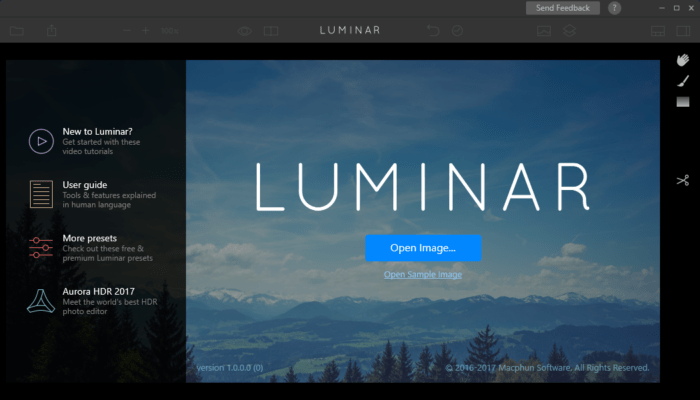 Send Feedback
?
100%
LUMINAR
New to Luminar?
Get started with these
video tutorials
User guide
Tools & features explained
in human language
More presets
Check out these free &
premium Luminar presets
Aurora HDR 2017
Meet the world's best HDR
photo editor
LUMINAR
Open Image...
Open Sample Image
version 1.0.0.0 (0)
© 2016-2017 Macphun Software, All Rights Reserved.